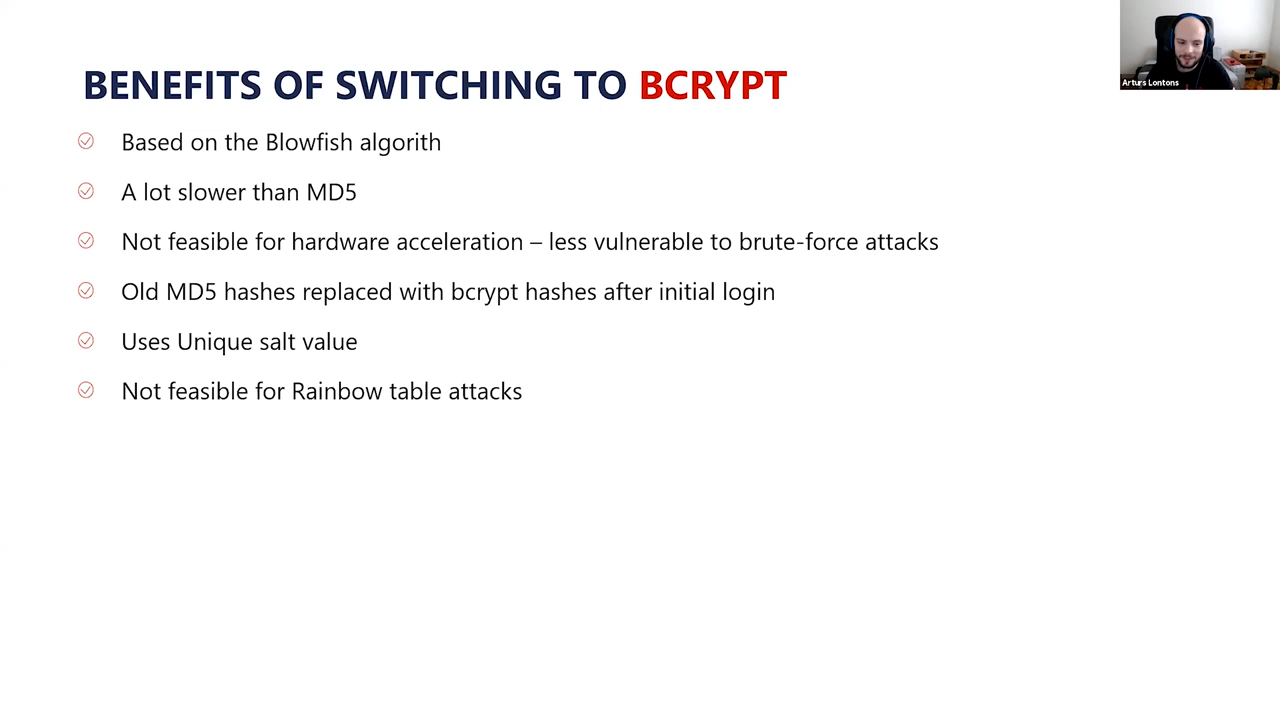 BENEFITS OF SWITCHING TO BCRYPT
Based on the Blowfish algorith
A lot slower than MD5
Not feasible for hardware acceleration – less vulnerable to brute-force attacks
Old MD5 hashes replaced with bcrypt hashes after initial login
Uses Unique salt value
Not feasible for Rainbow table attacks
Arturs Lontons